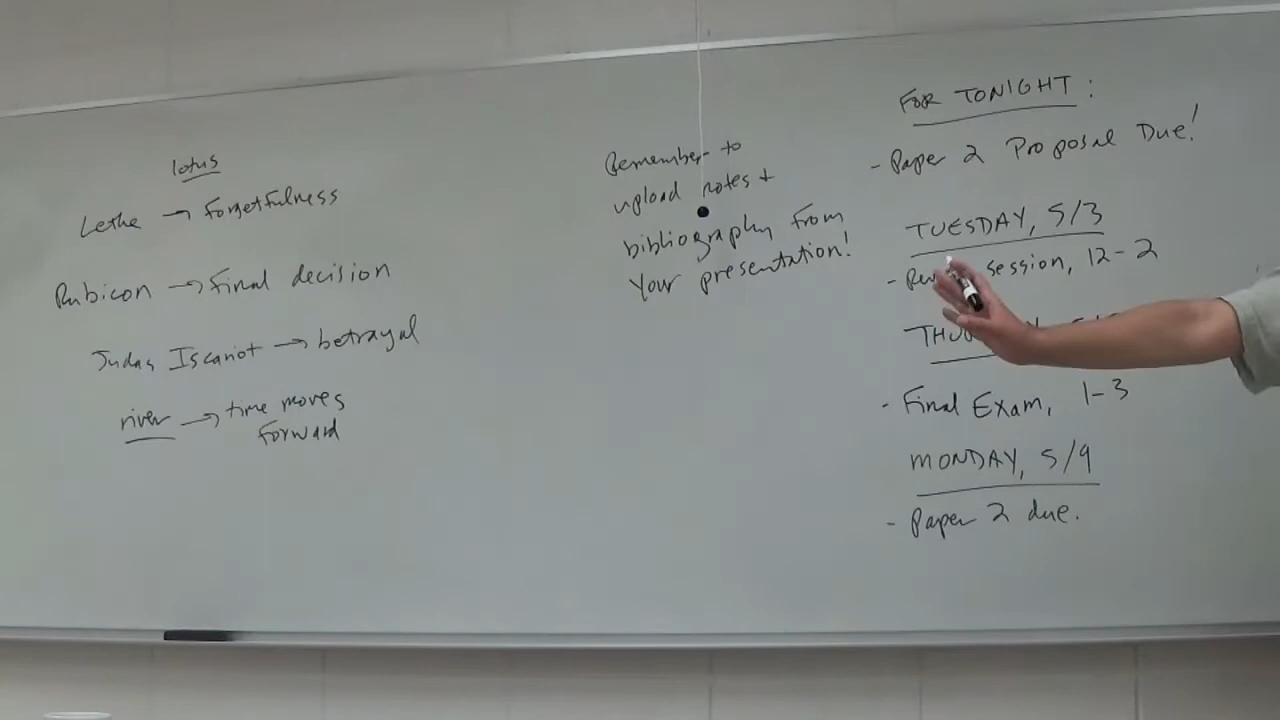 lotus
Lethe → forgetfulness
Rubicon → final decision
Judas Iscariot → betrayal
river → time moves
forward
Remember to
upload notes +
bibliography from
your presentation!
FOR TONIGHT:
- Paper 2 Proposal Due!
TUESDAY, 5/3
- session, 12-2
- Final Exam, 1-3
MONDAY, 5/9
- Paper 2 due.